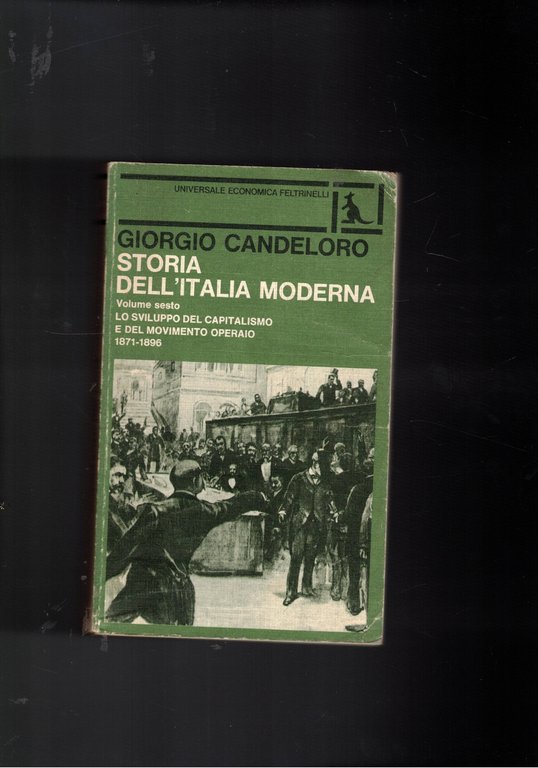 UNIVERSALE ECONOMICA FELTRINELLI
GIORGIO CANDELORO
STORIA
DELL'ITALIA MODERNA
Volume sesto
LO SVILUPPO DEL CAPITALISMO
E DEL MOVIMENTO OPERAIO
1871-1896